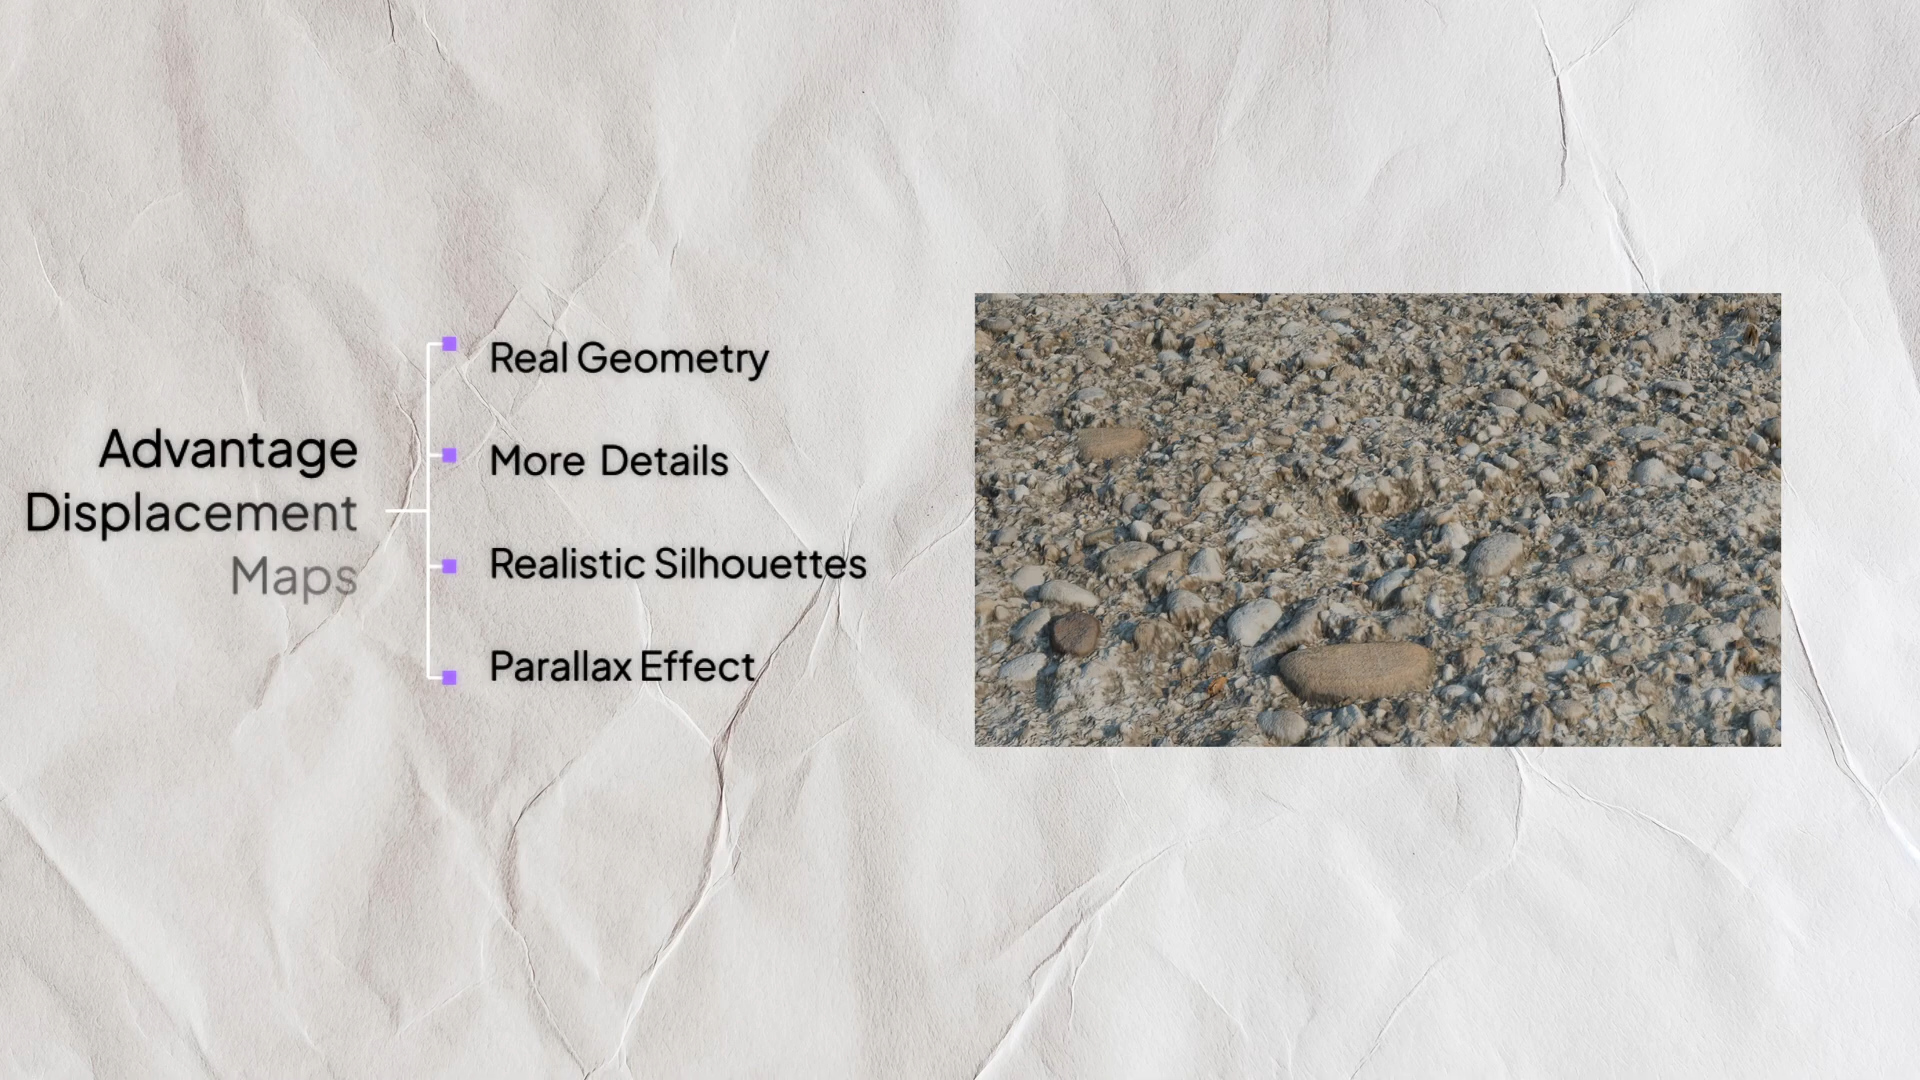 Advantage
Displacement
Maps
Real Geometry
More Details
Realistic Silhouettes
Parallax Effect